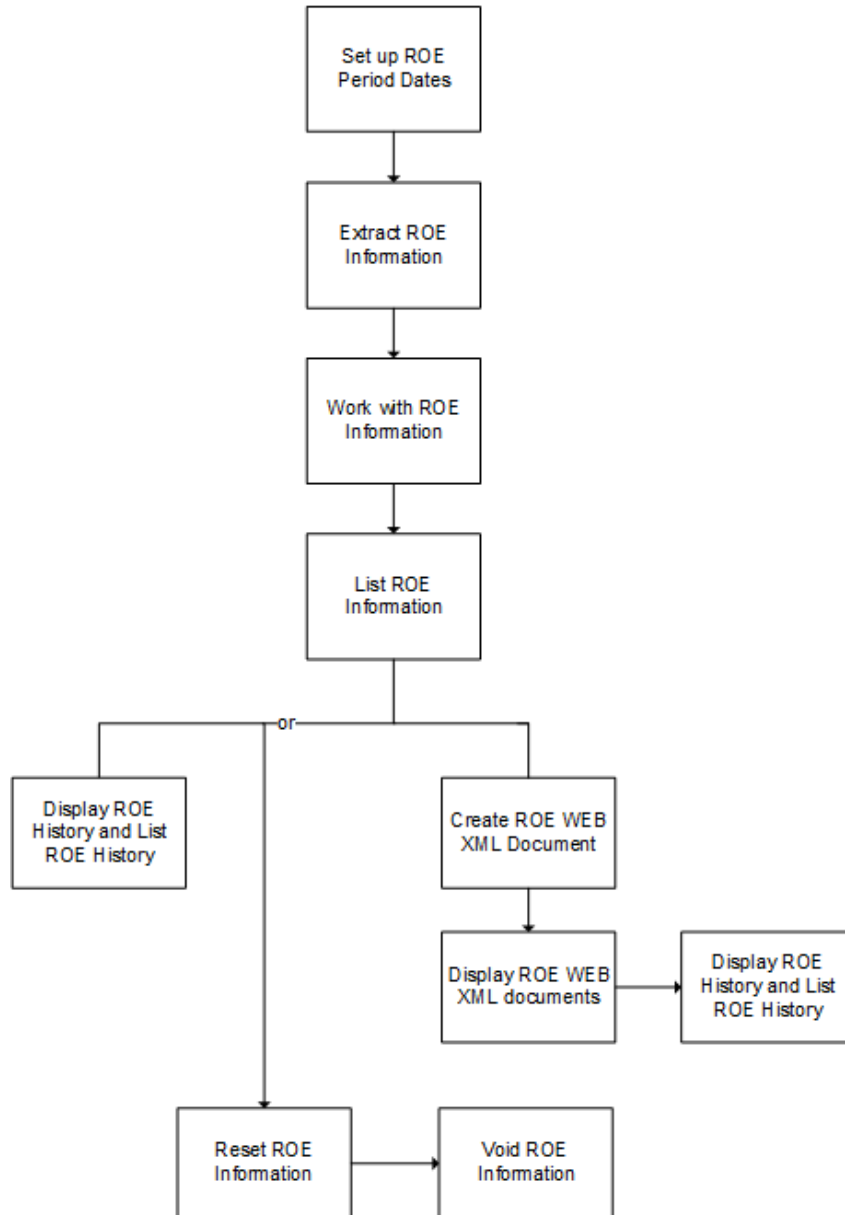 Set up ROE
Period Dates
Extract ROE
Information
Work with ROE
Information
List ROE
Information
or
Display ROE
History and List
ROE History
Create ROE WEB
XML Document
Display ROE WEB
XML documents
Display ROE
History and List
ROE History
Reset ROE
Information
Void ROE
Information